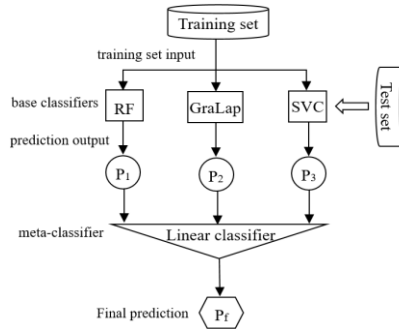 Training set
training set input
base classifiers
RF
GraLap
SVC
Test set
prediction output
P1
P2
P3
meta-classifier
Linear classifier
Final prediction
Pf